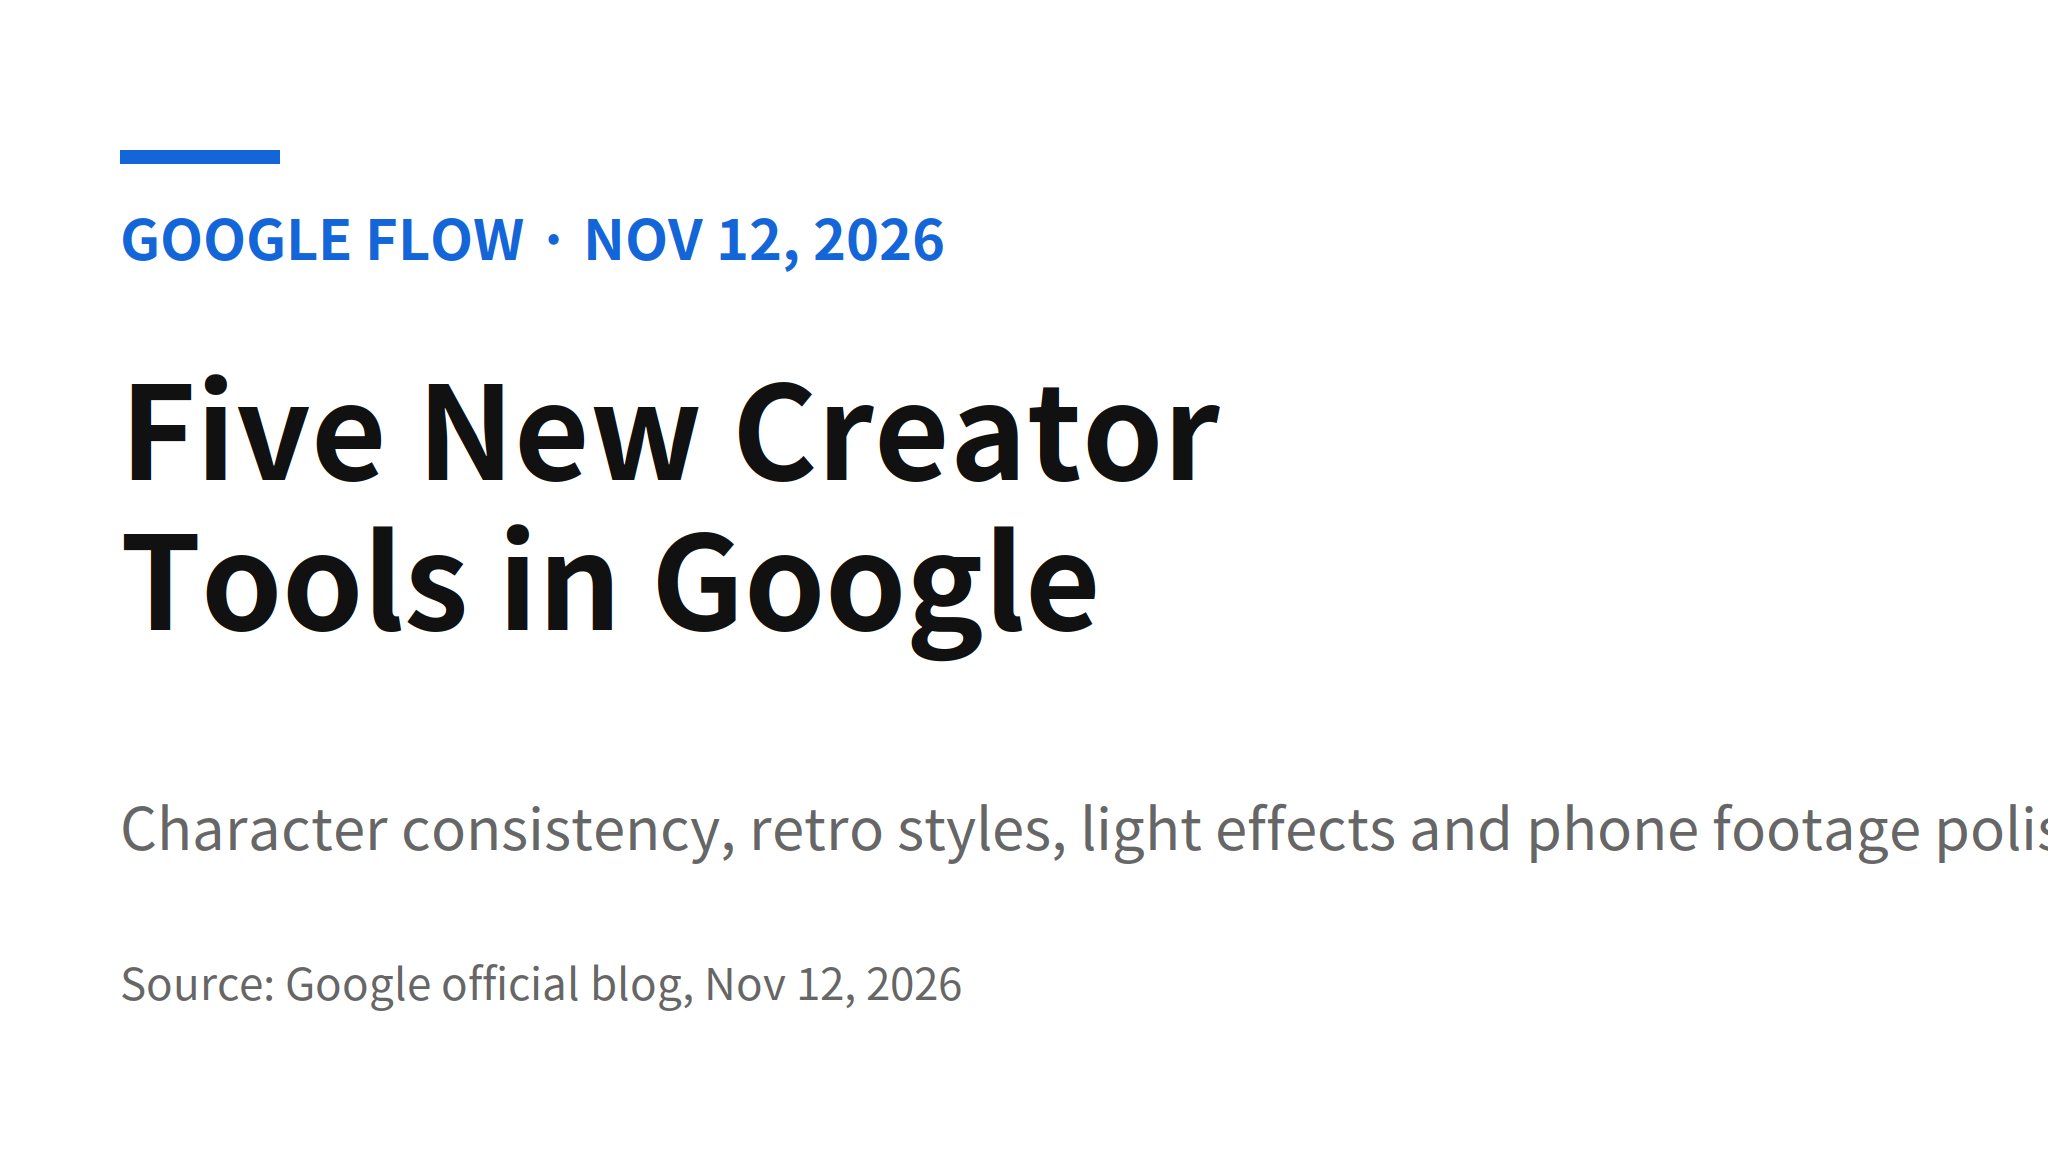 GOOGLE FLOW · NOV 12, 2026
Five New Creator
Tools in Google
Character consistency, retro styles, light effects and phone footage
Source: Google official blog, Nov 12, 2026